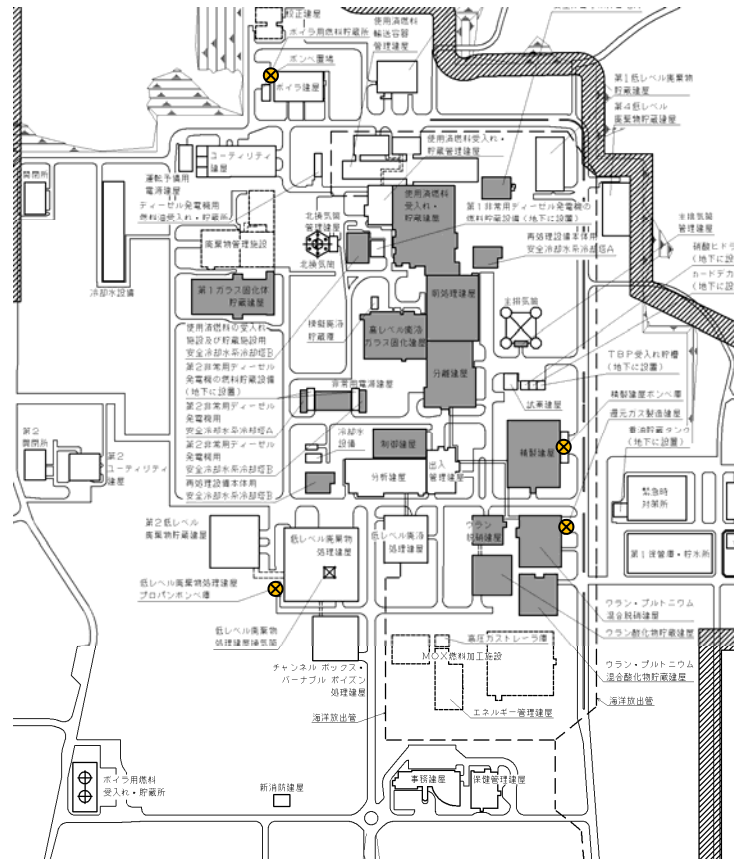 校正建屋
ボイラ用燃料貯蔵所
ボンベ置場
ボイラ建屋
使用済燃料
輸送容器
管理建屋
第１低レベル廃棄物
貯蔵建屋
第４低レベル
廃棄物貯蔵建屋
開閉所
ユーティリティ
建屋
運転予備用
電源建屋
ディーゼル発電機用
燃料油受入れ・貯蔵所
使用済燃料受入れ・
貯蔵管理建屋
使用済燃料
受入れ・
貯蔵建屋
第１非常用ディーゼル発電機の
燃料貯蔵設備（地下に設置）
再処理設備本体用
安全冷却水系冷却塔Ａ
北換気筒
管理建屋
北換気筒
廃棄物管理施設
第１ガラス固化体
貯蔵建屋
冷却水設備
主排気筒
管理建屋
硝酸ヒドラ
（地下に設
ｎ－ドデカ
（地下に設
主排気筒
前処理建屋
模擬廃液
貯蔵庫
高レベル廃液
ガラス固化建屋
分離建屋
使用済燃料の受入れ
施設及び貯蔵施設用
安全冷却水系冷却塔Ｂ
第２非常用ディーゼル
発電機の燃料貯蔵設備
（地下に設置）
第２非常用ディーゼル
発電機用
安全冷却水系冷却塔Ａ
第２非常用ディーゼル
発電機用
安全冷却水系冷却塔Ｂ
再処理設備本体用
安全冷却水系冷却塔Ｂ
非常用電源建屋
冷却水
設備
制御建屋
分析建屋
出入
管理建屋
ＴＢＰ受入れ貯槽
（地下に設置）
試薬建屋
精製建屋ボンベ庫
還元ガス製造建屋
重油貯蔵タンク
（地下に設置）
精製建屋
緊急時
対策所
第１保管庫・貯水所
第２
開閉所
第２
ユーティリティ
建屋
第２低レベル
廃棄物貯蔵建屋
低レベル廃棄物
処理建屋
低レベル廃液
処理建屋
ウラン
脱硝建屋
低レベル廃棄物処理建屋
プロパンボンベ庫
低レベル廃棄物
処理建屋換気筒
チャンネル ボックス・
バーナブル ポイズン
処理建屋
ウラン・プルトニウム
混合脱硝建屋
ウラン酸化物貯蔵建屋
ウラン・プルトニウム
混合酸化物貯蔵建屋
高圧ガストレーラ庫
ＭＯＸ燃料加工施設
エネルギー管理建屋
海洋放出管
海洋放出管
ボイラ用燃料
受入れ・貯蔵所
新消防建屋
事務建屋
保健管理建屋